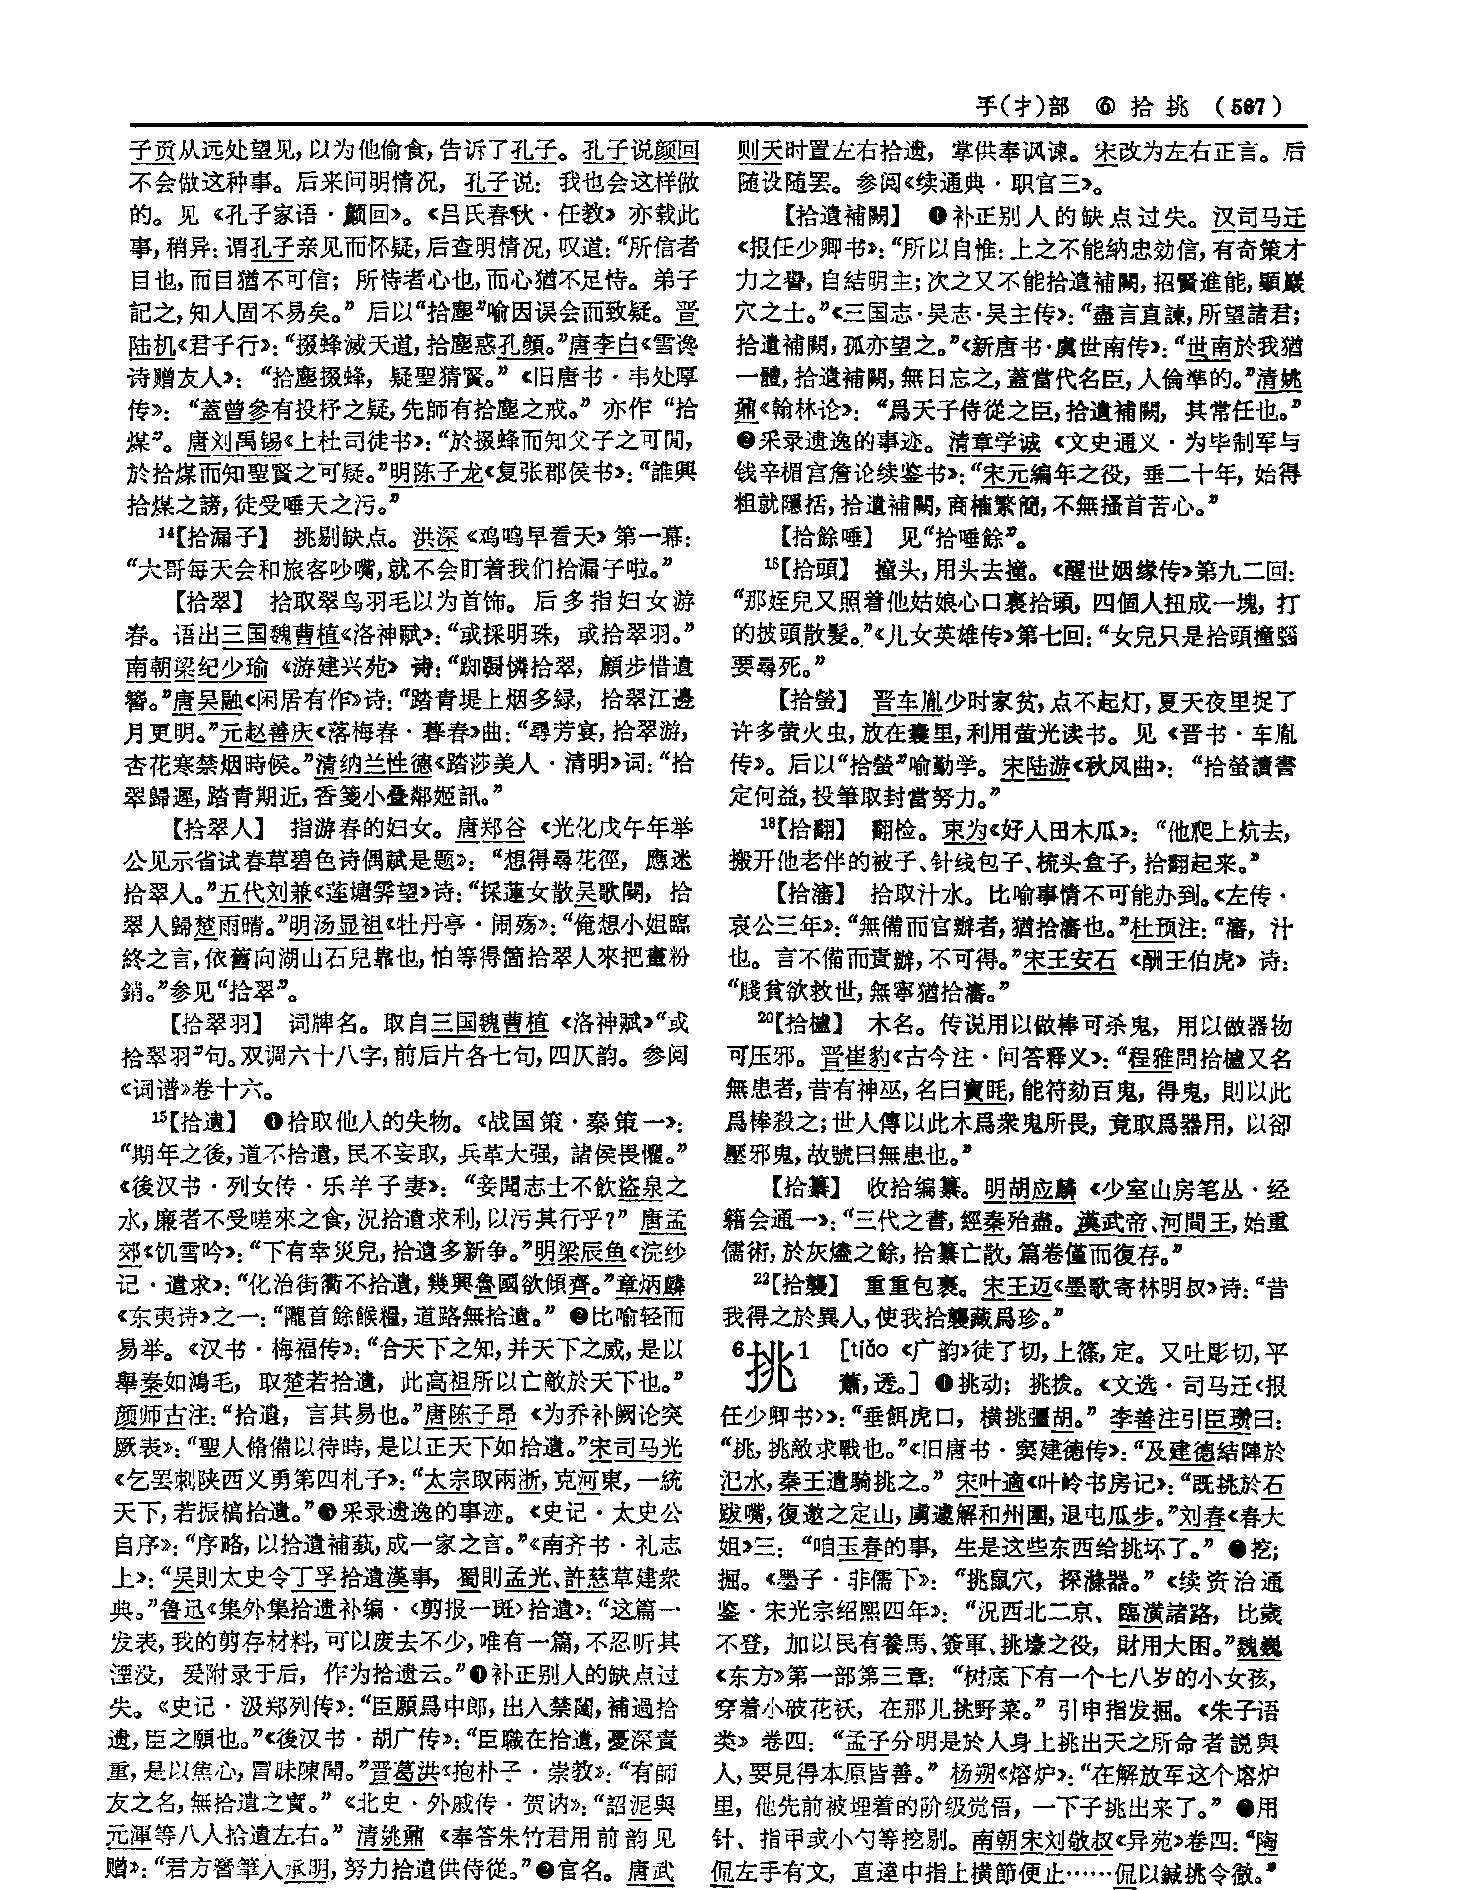 手(扌)部　⑥ 拾 挑　(567)
子贡从远处望见,以为他偷食,告诉了孔子。孔子说颜回
不会做这种事。后来问明情况，孔子说：我也会这样做
的。见《孔子家语·颜回》。《吕氏春秋·任教》亦载此
事,稍异：谓孔子亲见而怀疑,后查明情况,叹道：“所信者
目也,而目猶不可信；所恃者心也,而心猶不足恃。弟子
記之,知人固不易矣。”后以“拾塵”喻因误会而致疑。晋
陆机《君子行》：“掇蜂滅天道,拾塵惑孔顔。”唐李白《雪谗
诗赠友人》：“拾塵掇蜂，疑聖猜賢。”《旧唐书·韦处厚
传》：“蓋曾參有投杼之疑,先師有拾塵之戒。”亦作“拾
煤”。唐刘禹锡《上杜司徒书》：“於掇蜂而知父子之可間,
於拾煤而知聖賢之可疑。”明陈子龙《复张郡侯书》：“誰興
拾煤之謗,徒受唾天之污。”
14【拾漏子】　挑剔缺点。洪深《鸡鸣早看天》第一幕：
“大哥每天会和旅客吵嘴,就不会盯着我们拾漏子啦。”
【拾翠】　拾取翠鸟羽毛以为首饰。后多指妇女游
春。语出三国魏曹植《洛神赋》：“或採明珠，或拾翠羽。”
南朝梁纪少瑜《游建兴苑》诗：“踟蹰憐拾翠，顧步惜遺
簪。”唐吴融《闲居有作》诗：“踏青堤上烟多緑，拾翠江邊
月更明。”元赵善庆《落梅春·暮春》曲：“尋芳宴,拾翠游,
杏花寒禁烟時候。”清纳兰性德《踏莎美人·清明》词：“拾
翠歸遲,踏青期近,香箋小叠鄰姬訊。”
【拾翠人】　指游春的妇女。唐郑谷《光化戊午年举
公见示省试春草碧色诗偶赋是题》：“想得尋花徑，應迷
拾翠人。”五代刘兼《莲塘霁望》诗：“採蓮女散吴歌闋，拾
翠人歸楚雨晴。”明汤显祖《牡丹亭·闹殇》：“俺想小姐臨
終之言,依舊向湖山石兒靠也,怕等得箇拾翠人來把畫粉
銷。”参见“拾翠”。
【拾翠羽】　词牌名。取自三国魏曹植《洛神赋》“或
拾翠羽”句。双调六十八字,前后片各七句,四仄韵。参阅
《词谱》卷十六。
15【拾遺】　❶拾取他人的失物。《战国策·秦策一》：
“期年之後,道不拾遺,民不妄取，兵革大强，諸侯畏懼。”
《後汉书·列女传·乐羊子妻》：“妾聞志士不飲盗泉之
水,廉者不受嗟來之食,況拾遺求利,以污其行乎？”唐孟
郊《饥雪吟》：“下有幸災兒,拾遺多新争。”明梁辰鱼《浣纱
记·遣求》：“化治街衢不拾遺,幾興魯國欲傾齊。”章炳麟
《东夷诗》之一：“隴首餘餱糧,道路無拾遺。”❷比喻轻而
易举。《汉书·梅福传》：“合天下之知,并天下之威,是以
舉秦如鴻毛，取楚若拾遺，此高祖所以亡敵於天下也。”
颜师古注：“拾遺，言其易也。”唐陈子昂《为乔补阙论突
厥表》：“聖人脩備以待時,是以正天下如拾遺。”宋司马光
《乞罢刺陕西义勇第四札子》：“太宗取兩浙,克河東,一統
天下,若振槁拾遺。”❸采录遗逸的事迹。《史记·太史公
自序》：“序略,以拾遺補蓺,成一家之言。”《南齐书·礼志
上》：“吴則太史令丁孚拾遺漢事，蜀則孟光、許慈草建衆
典。”鲁迅《集外集拾遗补编·〈剪报一斑〉拾遗》：“这篇一
发表,我的剪存材料,可以废去不少,唯有一篇,不忍听其
湮没，爰附录于后，作为拾遗云。”❹补正别人的缺点过
失。《史记·汲郑列传》：“臣願爲中郎,出入禁闥,補過拾
遺,臣之願也。”《後汉书·胡广传》：“臣職在拾遺,憂深責
重,是以焦心,冒昧陳聞。”晋葛洪《抱朴子·崇教》：“有師
友之名,無拾遺之實。”《北史·外戚传·贺讷》：“詔泥與
元渾等八人拾遺左右。”清姚鼐《奉答朱竹君用前韵见
赠》：“君方簪筆入承明,努力拾遺供侍從。”❺官名。唐武
则天时置左右拾遗，掌供奉讽谏。宋改为左右正言。后
随设随罢。参阅《续通典·职官三》。
【拾遺補闕】　❶补正别人的缺点过失。汉司马迁
《报任少卿书》：“所以自惟：上之不能納忠効信,有奇策才
力之譽,自結明主；次之又不能拾遺補闕,招賢進能,顯巖
穴之士。”《三国志·吴志·吴主传》：“盡言直諫,所望諸君；
拾遺補闕,孤亦望之。”《新唐书·虞世南传》：“世南於我猶
一體,拾遺補闕,無日忘之,蓋當代名臣,人倫準的。”清姚
鼐《翰林论》：“爲天子侍從之臣,拾遺補闕，其常任也。”
❷采录遗逸的事迹。清章学诚《文史通义·为毕制军与
钱辛楣宫詹论续鉴书》：“宋元編年之役，垂二十年，始得
粗就隱括,拾遺補闕,商榷繁簡,不無搔首苦心。”
【拾餘唾】　见“拾唾餘”。
16【拾頭】　撞头,用头去撞。《醒世姻缘传》第九二回：
“那姪兒又照着他姑娘心口裏拾頭，四個人扭成一塊，打
的披頭散髮。”《儿女英雄传》第七回：“女兒只是拾頭撞腦
要尋死。”
【拾螢】　晋车胤少时家贫,点不起灯,夏天夜里捉了
许多萤火虫,放在囊里,利用萤光读书。见《晋书·车胤
传》。后以“拾螢”喻勤学。宋陆游《秋风曲》：“拾螢讀書
定何益,投筆取封當努力。”
18【拾翻】　翻检。束为《好人田木瓜》：“他爬上炕去,
搬开他老伴的被子、针线包子、梳头盒子,拾翻起来。”
【拾瀋】　拾取汁水。比喻事情不可能办到。《左传·
哀公三年》：“無備而官辦者,猶拾瀋也。”杜预注：“瀋，汁
也。言不備而責辦,不可得。”宋王安石《酬王伯虎》诗：
“賤貧欲救世,無寧猶拾瀋。”
20【拾櫨】　木名。传说用以做棒可杀鬼，用以做器物
可压邪。晋崔豹《古今注·问答释义》：“程雅問拾櫨又名
無患者,昔有神巫,名曰寶眊,能符劾百鬼，得鬼，則以此
爲棒殺之；世人傳以此木爲衆鬼所畏，竟取爲器用，以卻
壓邪鬼,故號曰無患也。”
【拾纂】　收拾编纂。明胡应麟《少室山房笔丛·经
籍会通一》：“三代之書,經秦殆盡。漢武帝、河間王,始重
儒術,於灰燼之餘,拾纂亡散,篇卷僅而復存。”
22【拾襲】　重重包裹。宋王迈《墨歌寄林明叔》诗：“昔
我得之於異人,使我拾襲藏爲珍。”
6挑1　[tiǎo《广韵》徒了切,上篠,定。又吐彫切,平
蕭,透。]❶挑动；挑拨。《文选·司马迁〈报
任少卿书〉》：“垂餌虎口，横挑彊胡。”李善注引臣瓒曰：
“挑,挑敵求戰也。”《旧唐书·窦建德传》：“及建德結陣於
汜水,秦王遣騎挑之。”宋叶適《叶岭书房记》：“既挑於石
跋嘴,復邀之定山,虜遽解和州圍,退屯瓜步。”刘春《春大
姐》三：“咱玉春的事，生是这些东西给挑坏了。”❷挖；
掘。《墨子·非儒下》：“挑鼠穴，探滌器。”《续资治通
鉴·宋光宗绍熙四年》：“況西北二京、臨潢諸路，比歲
不登，加以民有養馬、簽軍、挑壕之役，財用大困。”魏巍
《东方》第一部第三章：“树底下有一个七八岁的小女孩,
穿着小破花袄，在那儿挑野菜。”引申指发掘。《朱子语
类》卷四：“孟子分明是於人身上挑出天之所命者説與
人,要見得本原皆善。”杨朔《熔炉》：“在解放军这个熔炉
里，他先前被埋着的阶级觉悟，一下子挑出来了。”❸用
针、指甲或小勺等挖剔。南朝宋刘敬叔《异苑》卷四：“陶
侃左手有文，直達中指上横節便止……侃以鍼挑令徹。”